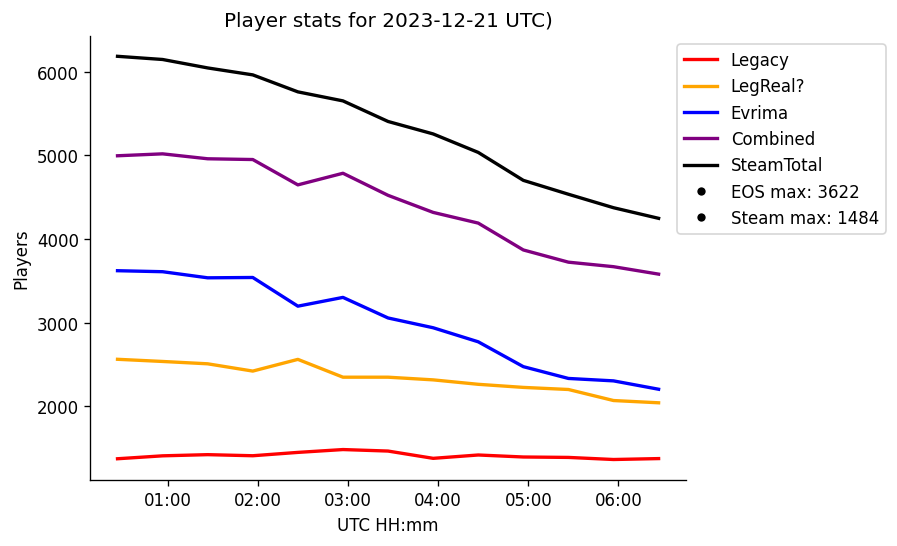 Player stats for 2023-12-21 UTC)
Legacy
LegReal?
Evrima
Combined
SteamTotal
EOS max: 3622
Steam max: 1484
Players
6000
5000
4000
3000
2000
01:00 02:00 03:00 04:00 05:00 06:00
UTC HH:mm